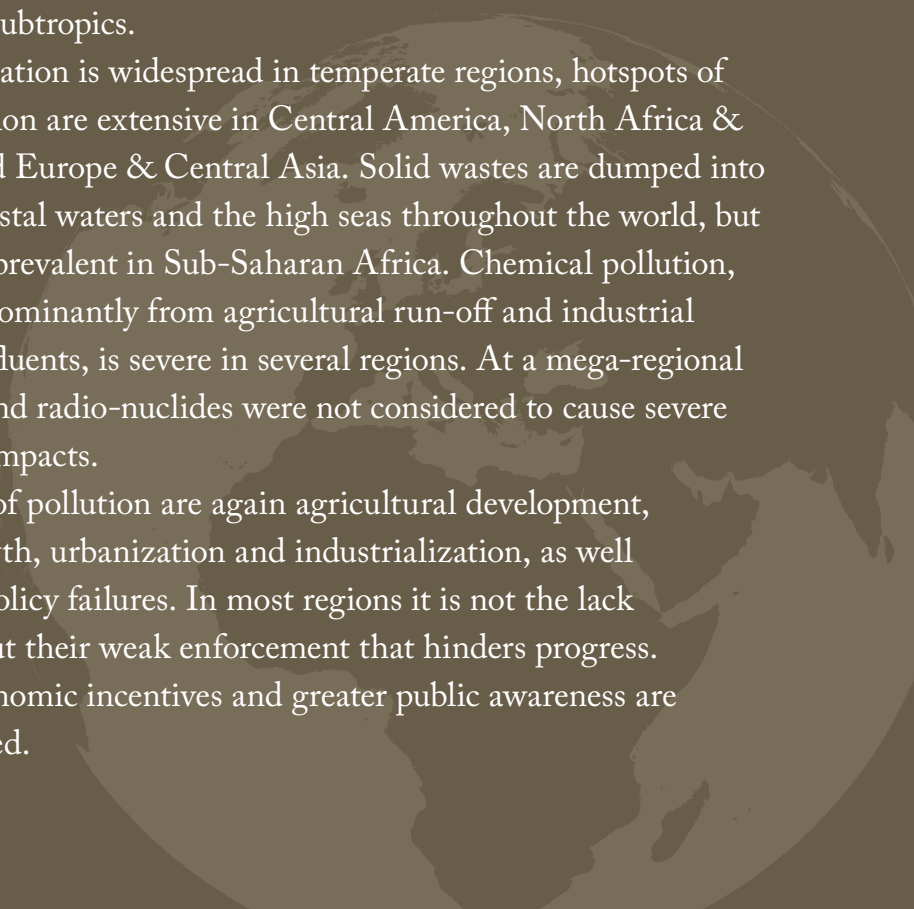 ubtropics.
ation is widespread in temperate regions, hotspots of
ion are extensive in Central America, North Africa &
d Europe & Central Asia. Solid wastes are dumped into
stal waters and the high seas throughout the world, but
prevalent in Sub-Saharan Africa. Chemical pollution,
ominantly from agricultural run-off and industrial
fluents, is severe in several regions. At a mega-regional
nd radio-nuclides were not considered to cause severe
mpacts.
of pollution are again agricultural development,
th, urbanization and industrialization, as well
olicy failures. In most regions it is not the lack
ut their weak enforcement that hinders progress.
nomic incentives and greater public awareness are
ed.